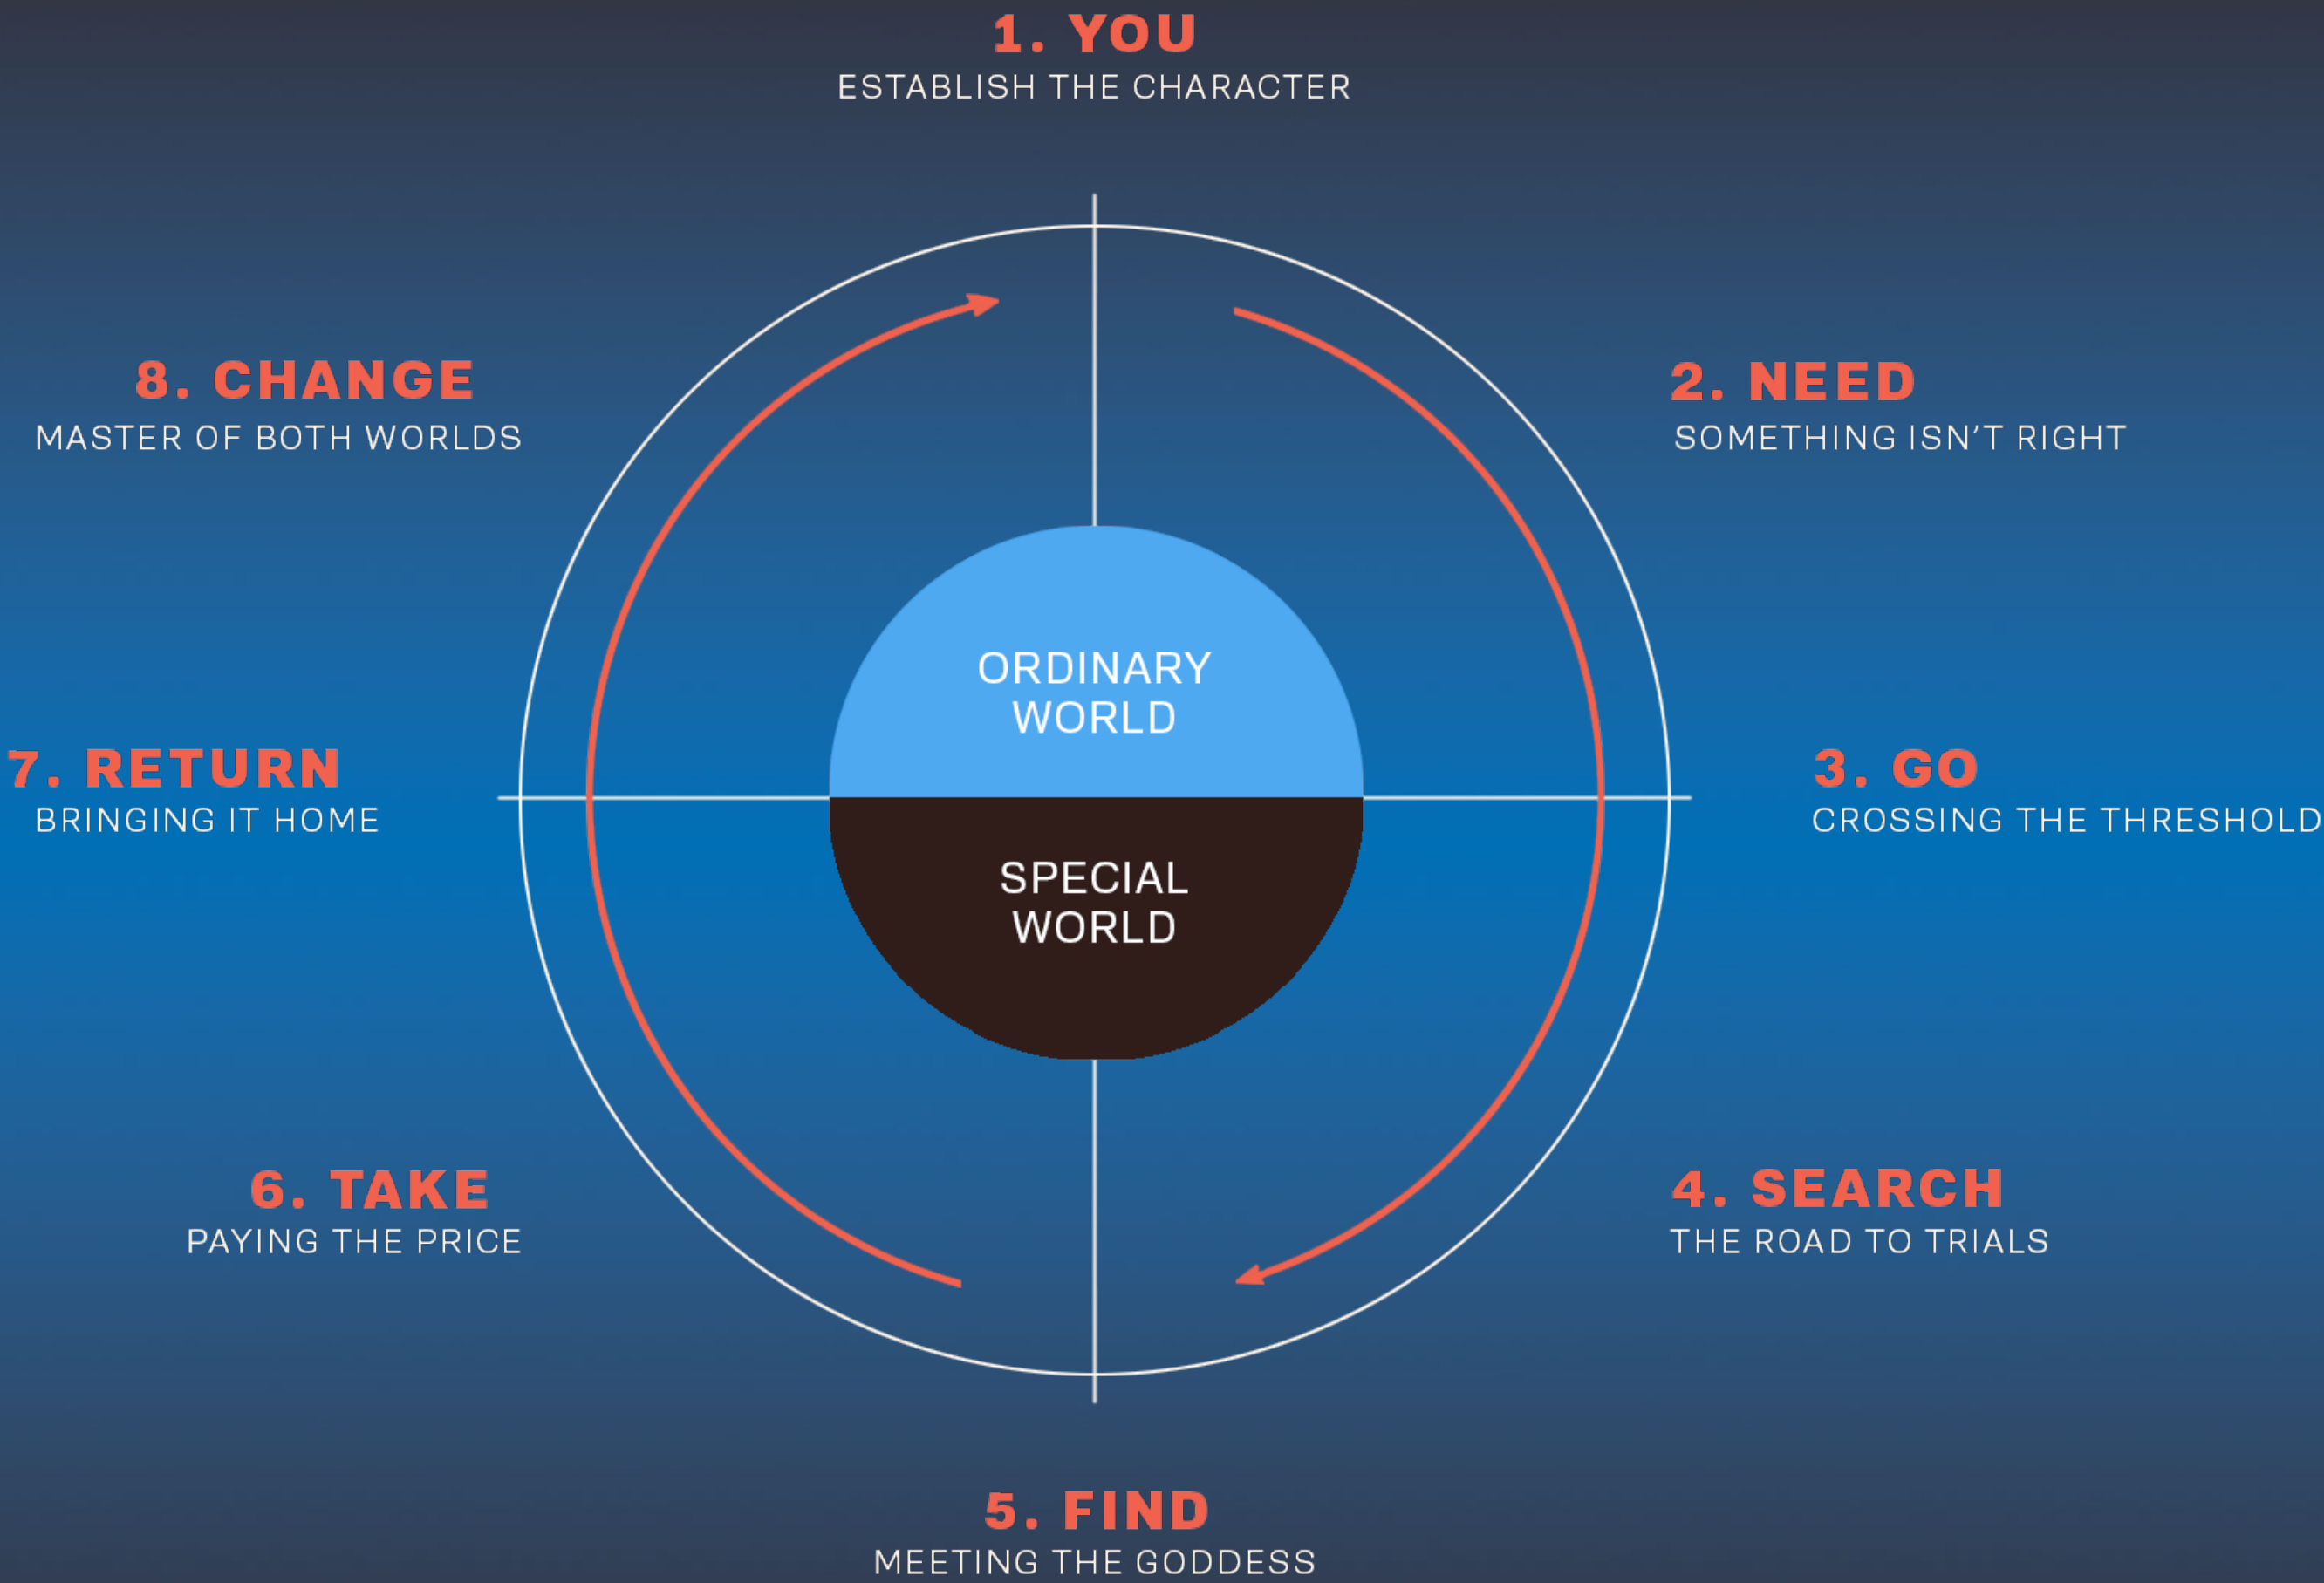 1. YOU
ESTABLISH THE CHARACTER
2. NEED
SOMETHING ISN'T RIGHT
3. GO
CROSSING THE THRESHOLD
4. SEARCH
THE ROAD TO TRIALS
5. FIND
MEETING THE GODDESS
6. TAKE
PAYING THE PRICE
7. RETURN
BRINGING IT HOME
8. CHANGE
MASTER OF BOTH WORLDS
ORDINARY
WORLD
SPECIAL
WORLD